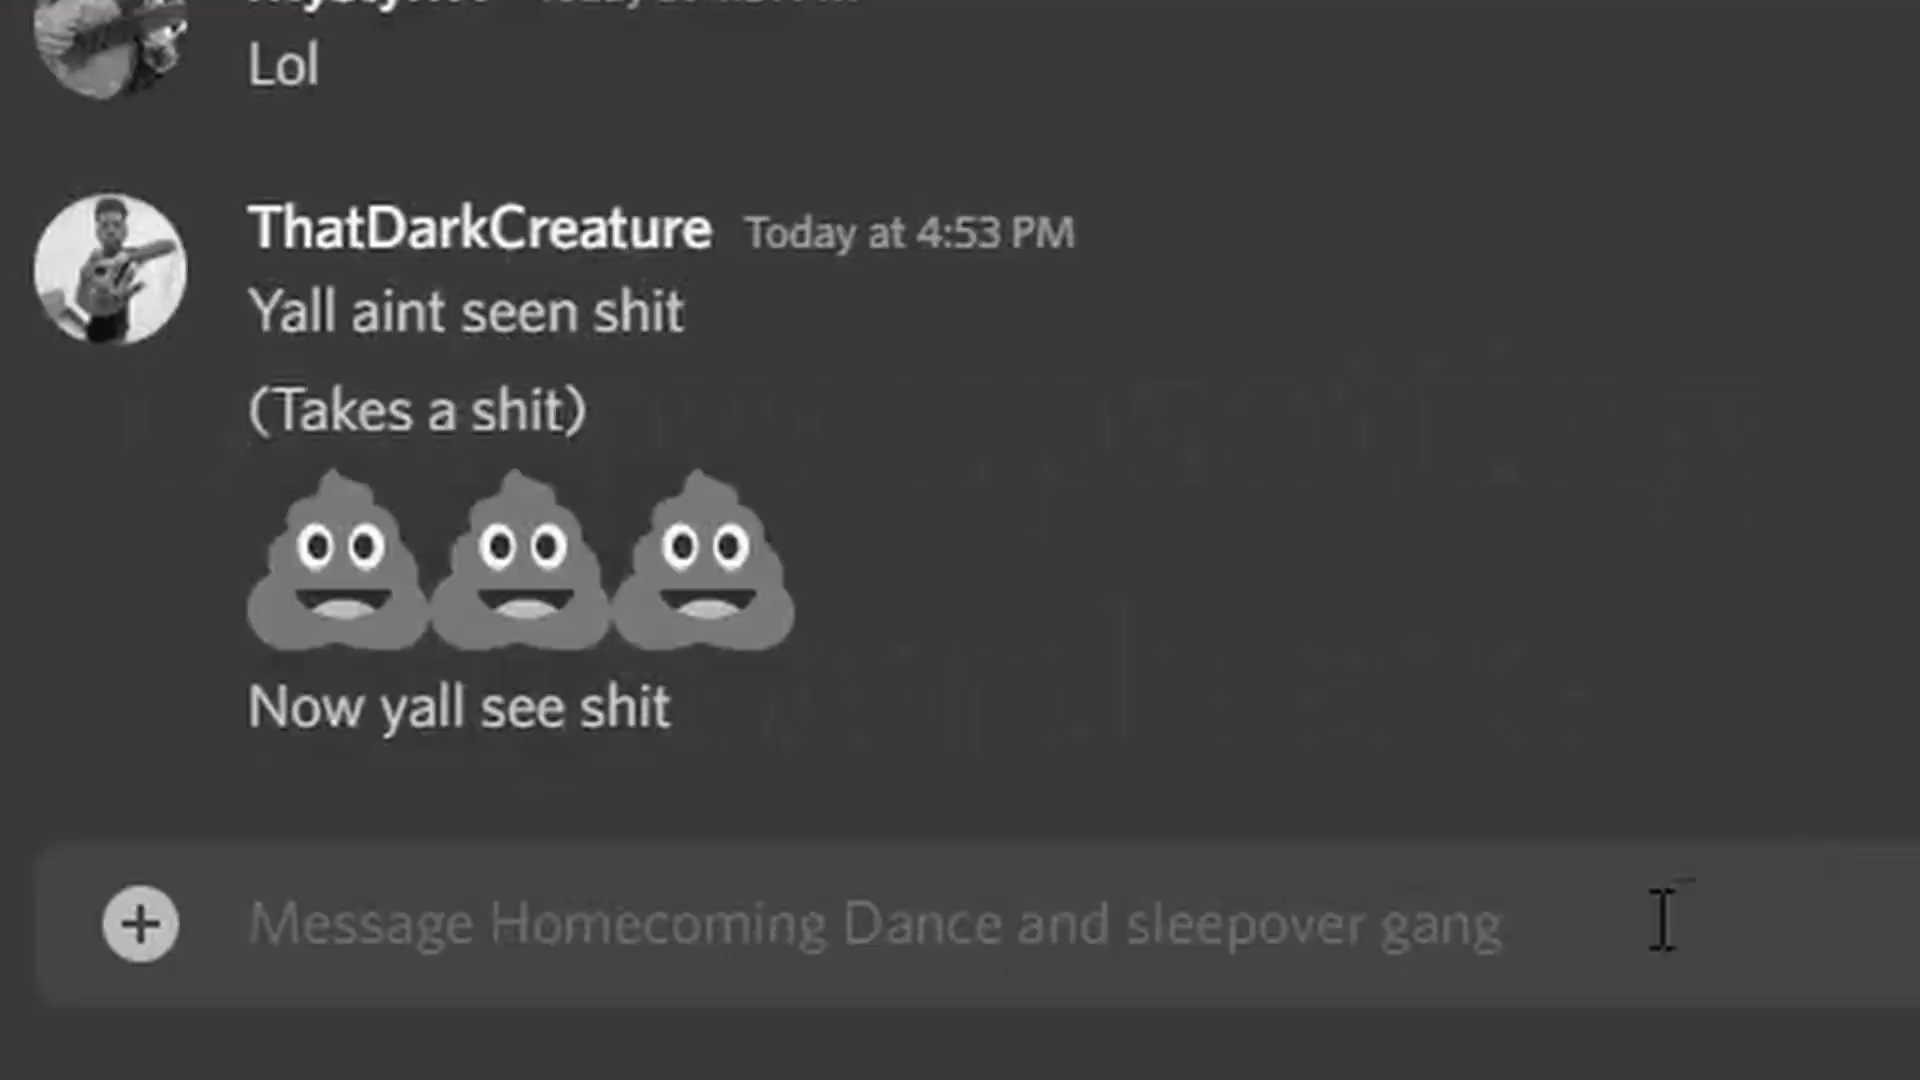 Lol
ThatDarkCreature Today at 4:53 PM
Yall aint seen shit
(Takes a shit)
💩💩💩
Now yall see shit
Message Homecoming Dance and sleepover gang